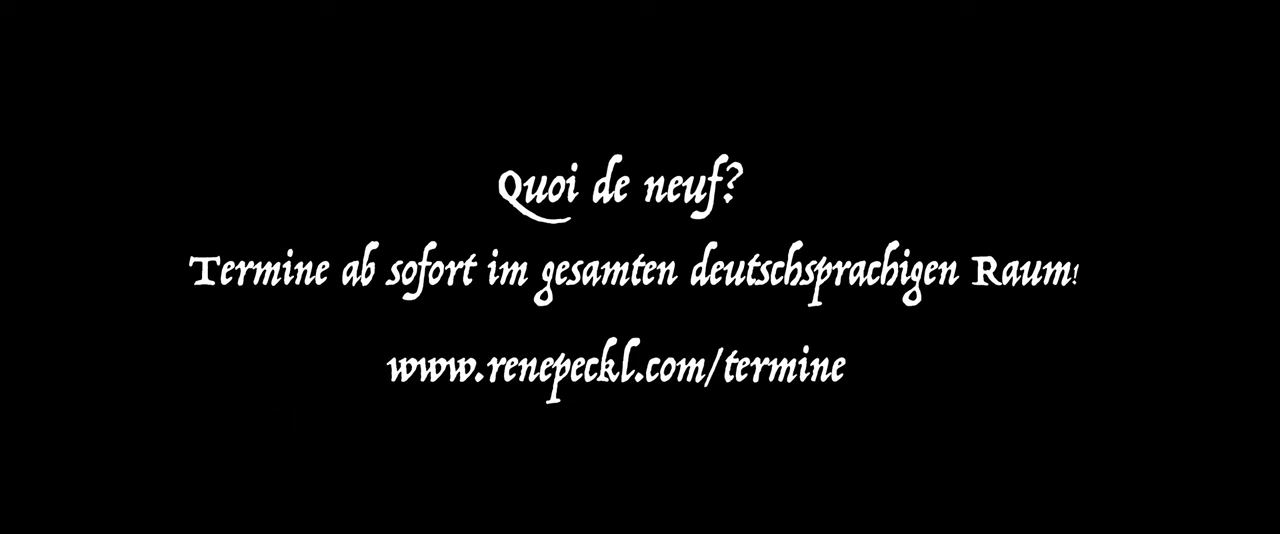 Quoi de neuf?
Termine ab sofort im gesamten deutschsprachigen Raum!
www.renepeckl.com/termine